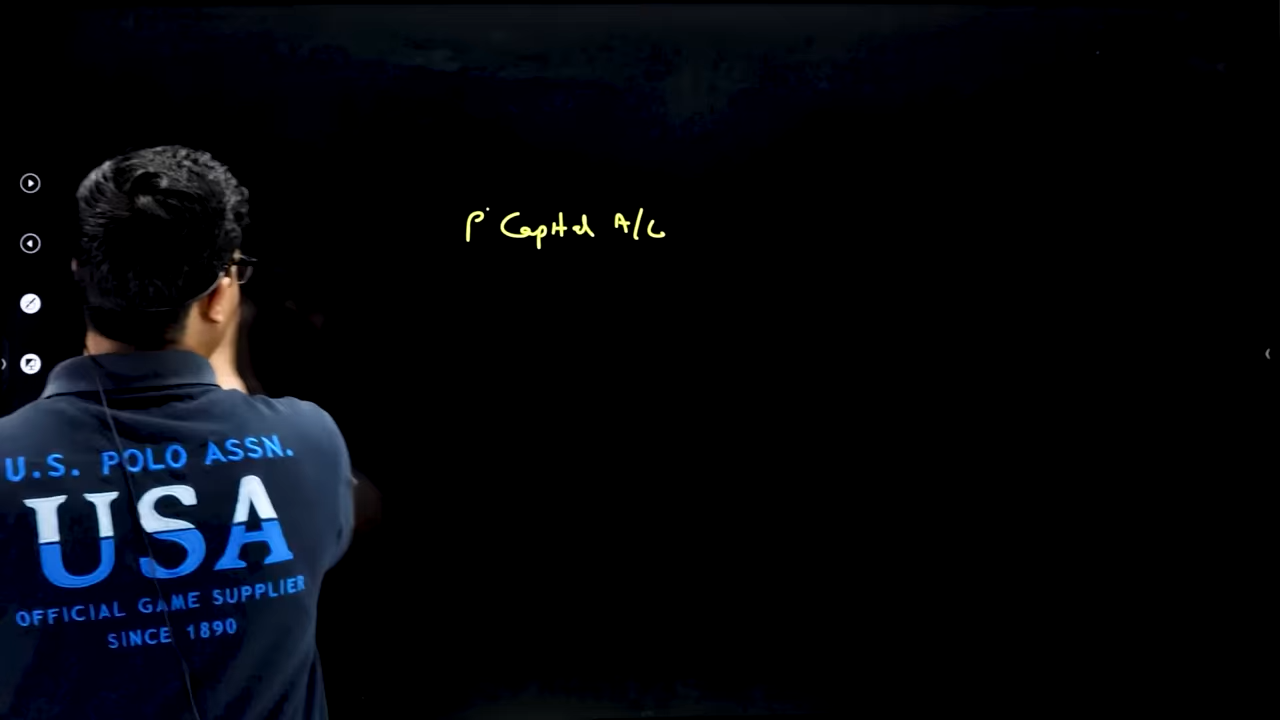 P' Capital A/c
U.S. POLO ASSN.
USA
OFFICIAL GAME SUPPLIER
SINCE 1890